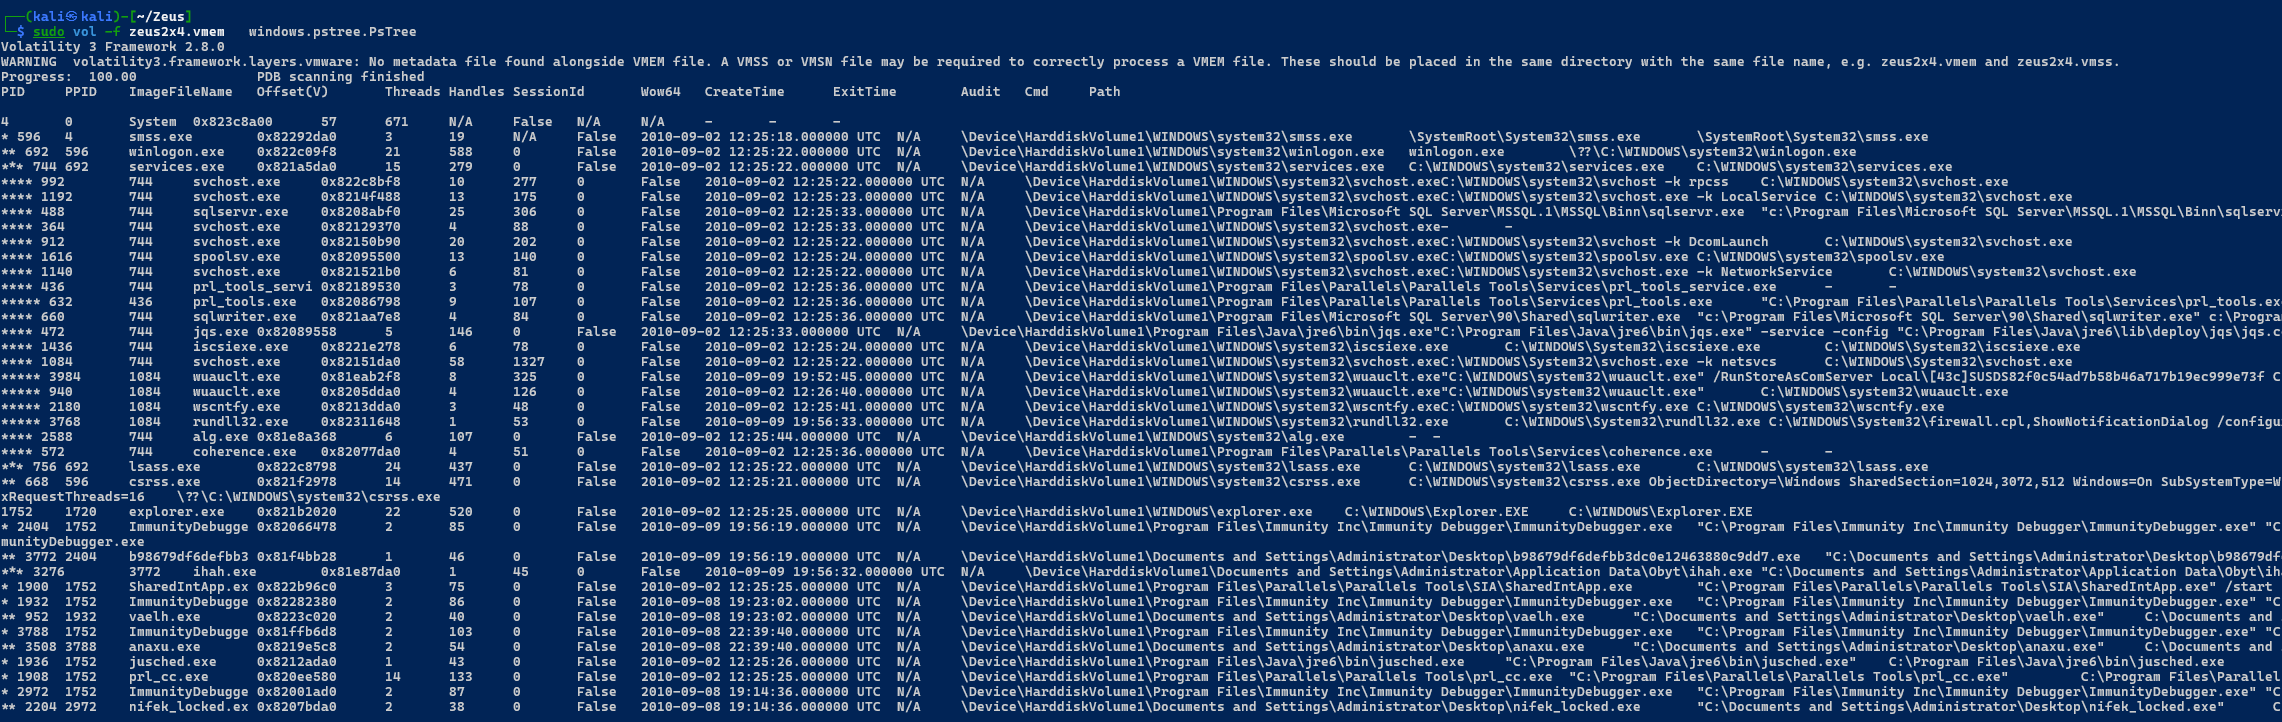 ┌──(kali㉿kali)-[~/Zeus]
└─$ sudo vol -f zeus2x4.vmem   windows.pstree.PsTree
Volatility 3 Framework 2.8.0
WARNING  volatility3.framework.layers.vmware: No metadata file found alongside VMEM file. A VMSS or VMSN file may be required to correctly process a VMEM file. These should be placed in the same directory with the same file name, e.g. zeus2x4.vmem and zeus2x4.vmss.
Progress:  100.00               PDB scanning finished
PID     PPID    ImageFileName   Offset(V)       Threads Handles SessionId       Wow64   CreateTime      ExitTime        Audit   Cmd     Path
4       0       System  0x823c8a00      57      671     N/A     False   N/A     N/A     -       -       -
* 596   4       smss.exe        0x82292da0      3       19      N/A     False   2010-09-02 12:25:18.000000 UTC  N/A     \Device\HarddiskVolume1\WINDOWS\system32\smss.exe       \SystemRoot\System32\smss.exe       \SystemRoot\System32\smss.exe
** 692  596     winlogon.exe    0x822c09f8      21      588     0       False   2010-09-02 12:25:22.000000 UTC  N/A     \Device\HarddiskVolume1\WINDOWS\system32\winlogon.exe   winlogon.exe        \??\C:\WINDOWS\system32\winlogon.exe
*** 744 692     services.exe    0x821a5da0      15      279     0       False   2010-09-02 12:25:22.000000 UTC  N/A     \Device\HarddiskVolume1\WINDOWS\system32\services.exe   C:\WINDOWS\system32\services.exe    C:\WINDOWS\system32\services.exe
**** 992        744     svchost.exe     0x822c8bf8      10      277     0       False   2010-09-02 12:25:22.000000 UTC  N/A     \Device\HarddiskVolume1\WINDOWS\system32\svchost.exeC:\WINDOWS\system32\svchost -k rpcss    C:\WINDOWS\system32\svchost.exe
**** 1192       744     svchost.exe     0x8214f488      13      175     0       False   2010-09-02 12:25:23.000000 UTC  N/A     \Device\HarddiskVolume1\WINDOWS\system32\svchost.exeC:\WINDOWS\system32\svchost.exe -k LocalService C:\WINDOWS\system32\svchost.exe
**** 488        744     sqlservr.exe    0x8208abf0      25      306     0       False   2010-09-02 12:25:33.000000 UTC  N/A     \Device\HarddiskVolume1\Program Files\Microsoft SQL Server\MSSQL.1\MSSQL\Binn\sqlservr.exe  "c:\Program Files\Microsoft SQL Server\MSSQL.1\MSSQL\Binn\sqlserv
**** 364        744     svchost.exe     0x82129370      4       88      0       False   2010-09-02 12:25:33.000000 UTC  N/A     \Device\HarddiskVolume1\WINDOWS\system32\svchost.exe-       -
**** 912        744     svchost.exe     0x82150b90      20      202     0       False   2010-09-02 12:25:22.000000 UTC  N/A     \Device\HarddiskVolume1\WINDOWS\system32\svchost.exeC:\WINDOWS\system32\svchost -k DcomLaunch       C:\WINDOWS\system32\svchost.exe
**** 1616       744     spoolsv.exe     0x82095500      13      140     0       False   2010-09-02 12:25:24.000000 UTC  N/A     \Device\HarddiskVolume1\WINDOWS\system32\spoolsv.exeC:\WINDOWS\system32\spoolsv.exe C:\WINDOWS\system32\spoolsv.exe
**** 1140       744     svchost.exe     0x821521b0      6       81      0       False   2010-09-02 12:25:22.000000 UTC  N/A     \Device\HarddiskVolume1\WINDOWS\system32\svchost.exeC:\WINDOWS\system32\svchost.exe -k NetworkService       C:\WINDOWS\system32\svchost.exe
**** 436        744     prl_tools_servi 0x82189530      3       78      0       False   2010-09-02 12:25:36.000000 UTC  N/A     \Device\HarddiskVolume1\Program Files\Parallels\Parallels Tools\Services\prl_tools_service.exe      -       -
***** 632       436     prl_tools.exe   0x82086798      9       107     0       False   2010-09-02 12:25:36.000000 UTC  N/A     \Device\HarddiskVolume1\Program Files\Parallels\Parallels Tools\Services\prl_tools.exe      "C:\Program Files\Parallels\Parallels Tools\Services\prl_tools.ex
**** 660        744     sqlwriter.exe   0x821aa7e8      4       84      0       False   2010-09-02 12:25:36.000000 UTC  N/A     \Device\HarddiskVolume1\Program Files\Microsoft SQL Server\90\Shared\sqlwriter.exe  "c:\Program Files\Microsoft SQL Server\90\Shared\sqlwriter.exe" c:\Progra
**** 472        744     jqs.exe 0x82089558      5       146     0       False   2010-09-02 12:25:33.000000 UTC  N/A     \Device\HarddiskVolume1\Program Files\Java\jre6\bin\jqs.exe"C:\Program Files\Java\jre6\bin\jqs.exe" -service -config "C:\Program Files\Java\jre6\lib\deploy\jqs\jqs.c
**** 1436       744     iscsiexe.exe    0x8221e278      6       78      0       False   2010-09-02 12:25:24.000000 UTC  N/A     \Device\HarddiskVolume1\WINDOWS\system32\iscsiexe.exe       C:\WINDOWS\System32\iscsiexe.exe        C:\WINDOWS\System32\iscsiexe.exe
**** 1084       744     svchost.exe     0x82151da0      58      1327    0       False   2010-09-02 12:25:22.000000 UTC  N/A     \Device\HarddiskVolume1\WINDOWS\system32\svchost.exeC:\WINDOWS\System32\svchost.exe -k netsvcs      C:\WINDOWS\System32\svchost.exe
***** 3984      1084    wuauclt.exe     0x81eab2f8      8       325     0       False   2010-09-09 19:52:45.000000 UTC  N/A     \Device\HarddiskVolume1\WINDOWS\system32\wuauclt.exe"C:\WINDOWS\system32\wuauclt.exe" /RunStoreAsComServer Local\[43c]SUSDS82f0c54ad7b58b46a717b19ec999e73f C
***** 940       1084    wuauclt.exe     0x8205dda0      4       126     0       False   2010-09-02 12:26:40.000000 UTC  N/A     \Device\HarddiskVolume1\WINDOWS\system32\wuauclt.exe"C:\WINDOWS\system32\wuauclt.exe"       C:\WINDOWS\system32\wuauclt.exe
***** 2180      1084    wscntfy.exe     0x8213dda0      3       48      0       False   2010-09-02 12:25:41.000000 UTC  N/A     \Device\HarddiskVolume1\WINDOWS\system32\wscntfy.exeC:\WINDOWS\system32\wscntfy.exe C:\WINDOWS\system32\wscntfy.exe
***** 3768      1084    rundll32.exe    0x82311648      1       53      0       False   2010-09-09 19:56:33.000000 UTC  N/A     \Device\HarddiskVolume1\WINDOWS\system32\rundll32.exe       C:\WINDOWS\System32\rundll32.exe C:\WINDOWS\System32\firewall.cpl,ShowNotificationDialog /configu
**** 2588       744     alg.exe 0x81e8a368      6       107     0       False   2010-09-02 12:25:44.000000 UTC  N/A     \Device\HarddiskVolume1\WINDOWS\system32\alg.exe        -  -
**** 572        744     coherence.exe   0x82077da0      4       51      0       False   2010-09-02 12:25:36.000000 UTC  N/A     \Device\HarddiskVolume1\Program Files\Parallels\Parallels Tools\Services\coherence.exe      -       -
*** 756 692     lsass.exe       0x822c8798      24      437     0       False   2010-09-02 12:25:22.000000 UTC  N/A     \Device\HarddiskVolume1\WINDOWS\system32\lsass.exe      C:\WINDOWS\system32\lsass.exe       C:\WINDOWS\system32\lsass.exe
** 668  596     csrss.exe       0x821f2978      14      471     0       False   2010-09-02 12:25:21.000000 UTC  N/A     \Device\HarddiskVolume1\WINDOWS\system32\csrss.exe      C:\WINDOWS\system32\csrss.exe ObjectDirectory=\Windows SharedSection=1024,3072,512 Windows=On SubSystemType=W
xRequestThreads=16    \??\C:\WINDOWS\system32\csrss.exe
1752    1720    explorer.exe    0x821b2020      22      520     0       False   2010-09-02 12:25:25.000000 UTC  N/A     \Device\HarddiskVolume1\WINDOWS\explorer.exe    C:\WINDOWS\Explorer.EXE     C:\WINDOWS\Explorer.EXE
* 2404  1752    ImmunityDebugge 0x82066478      2       85      0       False   2010-09-09 19:56:19.000000 UTC  N/A     \Device\HarddiskVolume1\Program Files\Immunity Inc\Immunity Debugger\ImmunityDebugger.exe   "C:\Program Files\Immunity Inc\Immunity Debugger\ImmunityDebugger.exe" "C
munityDebugger.exe
** 3772 2404    b98679df6defbb3 0x81f4bb28      1       46      0       False   2010-09-09 19:56:19.000000 UTC  N/A     \Device\HarddiskVolume1\Documents and Settings\Administrator\Desktop\b98679df6defbb3dc0e12463880c9dd7.exe   "C:\Documents and Settings\Administrator\Desktop\b98679df
*** 3276        3772    ihah.exe        0x81e87da0      1       45      0       False   2010-09-09 19:56:32.000000 UTC  N/A     \Device\HarddiskVolume1\Documents and Settings\Administrator\Application Data\Obyt\ihah.exe "C:\Documents and Settings\Administrator\Application Data\Obyt\iha
* 1900  1752    SharedIntApp.ex 0x822b96c0      3       75      0       False   2010-09-02 12:25:25.000000 UTC  N/A     \Device\HarddiskVolume1\Program Files\Parallels\Parallels Tools\SIA\SharedIntApp.exe        "C:\Program Files\Parallels\Parallels Tools\SIA\SharedIntApp.exe" /start
* 1932  1752    ImmunityDebugge 0x82282380      2       86      0       False   2010-09-08 19:23:02.000000 UTC  N/A     \Device\HarddiskVolume1\Program Files\Immunity Inc\Immunity Debugger\ImmunityDebugger.exe   "C:\Program Files\Immunity Inc\Immunity Debugger\ImmunityDebugger.exe" "C
** 952  1932    vaelh.exe       0x8223c020      2       40      0       False   2010-09-08 19:23:02.000000 UTC  N/A     \Device\HarddiskVolume1\Documents and Settings\Administrator\Desktop\vaelh.exe      "C:\Documents and Settings\Administrator\Desktop\vaelh.exe"     C:\Documents and
* 3788  1752    ImmunityDebugge 0x81ffb6d8      2       103     0       False   2010-09-08 22:39:40.000000 UTC  N/A     \Device\HarddiskVolume1\Program Files\Immunity Inc\Immunity Debugger\ImmunityDebugger.exe   "C:\Program Files\Immunity Inc\Immunity Debugger\ImmunityDebugger.exe" "C
** 3508 3788    anaxu.exe       0x8219e5c8      2       54      0       False   2010-09-08 22:39:40.000000 UTC  N/A     \Device\HarddiskVolume1\Documents and Settings\Administrator\Desktop\anaxu.exe      "C:\Documents and Settings\Administrator\Desktop\anaxu.exe"     C:\Documents and
* 1936  1752    jusched.exe     0x8212ada0      1       43      0       False   2010-09-02 12:25:26.000000 UTC  N/A     \Device\HarddiskVolume1\Program Files\Java\jre6\bin\jusched.exe     "C:\Program Files\Java\jre6\bin\jusched.exe"    C:\Program Files\Java\jre6\bin\jusched.exe
* 1908  1752    prl_cc.exe      0x820ee580      14      133     0       False   2010-09-02 12:25:25.000000 UTC  N/A     \Device\HarddiskVolume1\Program Files\Parallels\Parallels Tools\prl_cc.exe  "C:\Program Files\Parallels\Parallels Tools\prl_cc.exe"         C:\Program Files\Parallel
* 2972  1752    ImmunityDebugge 0x82001ad0      2       87      0       False   2010-09-08 19:14:36.000000 UTC  N/A     \Device\HarddiskVolume1\Program Files\Immunity Inc\Immunity Debugger\ImmunityDebugger.exe   "C:\Program Files\Immunity Inc\Immunity Debugger\ImmunityDebugger.exe" "C
** 2204 2972    nifek_locked.ex 0x8207bda0      2       38      0       False   2010-09-08 19:14:36.000000 UTC  N/A     \Device\HarddiskVolume1\Documents and Settings\Administrator\Desktop\nifek_locked.exe       "C:\Documents and Settings\Administrator\Desktop\nifek_locked.exe"      C